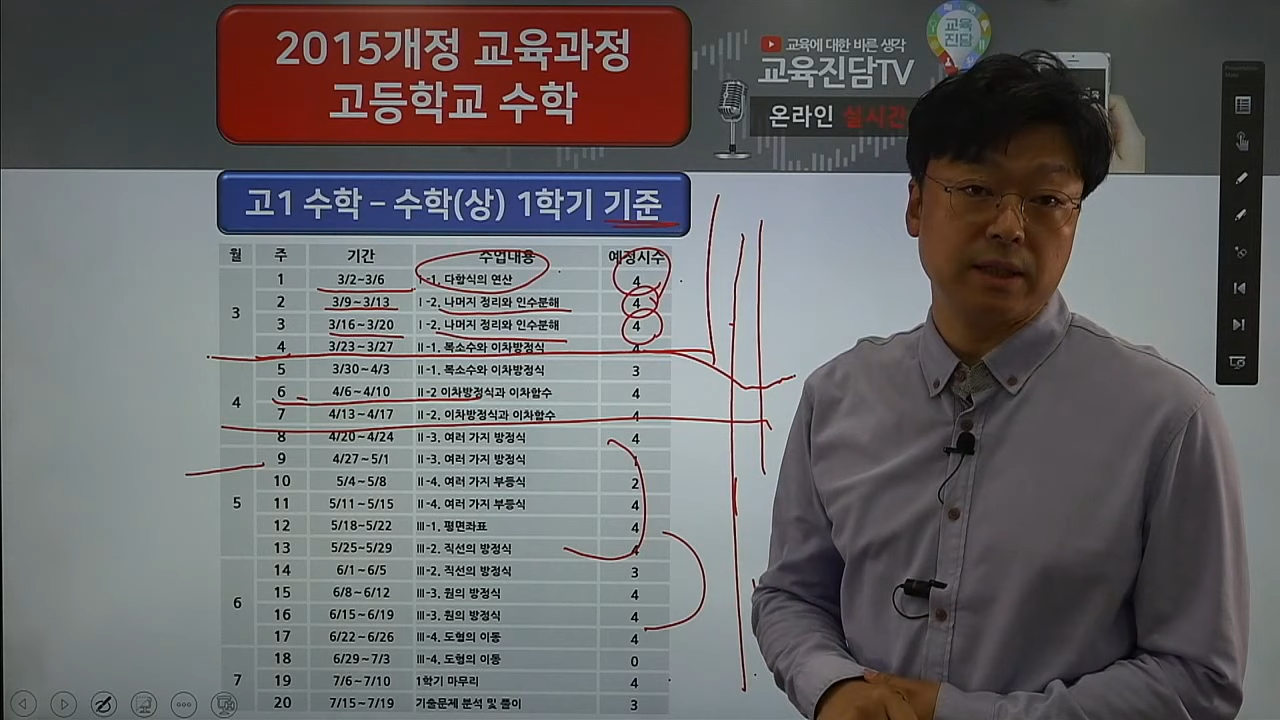 2015개정 교육과정
고등학교 수학
교육에 대한 바른 생각
교육진담TV
온라인 실시간
교육
진담
고1 수학 – 수학(상) 1학기 기준
월 주 기간 수업내용 예정시수
3
1 3/2~3/6 Ⅰ-1. 다항식의 연산 4
2 3/9~3/13 Ⅰ-2. 나머지 정리와 인수분해 4
3 3/16~3/20 Ⅰ-2. 나머지 정리와 인수분해 4
4 3/23~3/27 Ⅱ-1. 복소수와 이차방정식 4
4
5 3/30~4/3 Ⅱ-1. 복소수와 이차방정식 3
6 4/6~4/10 Ⅱ-2 이차방정식과 이차함수 4
7 4/13~4/17 Ⅱ-2. 이차방정식과 이차함수 4
8 4/20~4/24 Ⅱ-3. 여러 가지 방정식 4
5
9 4/27~5/1 Ⅱ-3. 여러 가지 방정식
10 5/4~5/8 Ⅱ-4. 여러 가지 부등식 2
11 5/11~5/15 Ⅱ-4. 여러 가지 부등식 4
12 5/18~5/22 Ⅲ-1. 평면좌표 4
13 5/25~5/29 Ⅲ-2. 직선의 방정식 4
6
14 6/1~6/5 Ⅲ-2. 직선의 방정식 3
15 6/8~6/12 Ⅲ-3. 원의 방정식 4
16 6/15~6/19 Ⅲ-3. 원의 방정식 4
17 6/22~6/26 Ⅲ-4. 도형의 이동 4
7
18 6/29~7/3 Ⅲ-4. 도형의 이동 0
19 7/6~7/10 1학기 마무리 4
20 7/15~7/19 기출문제 분석 및 풀이 3